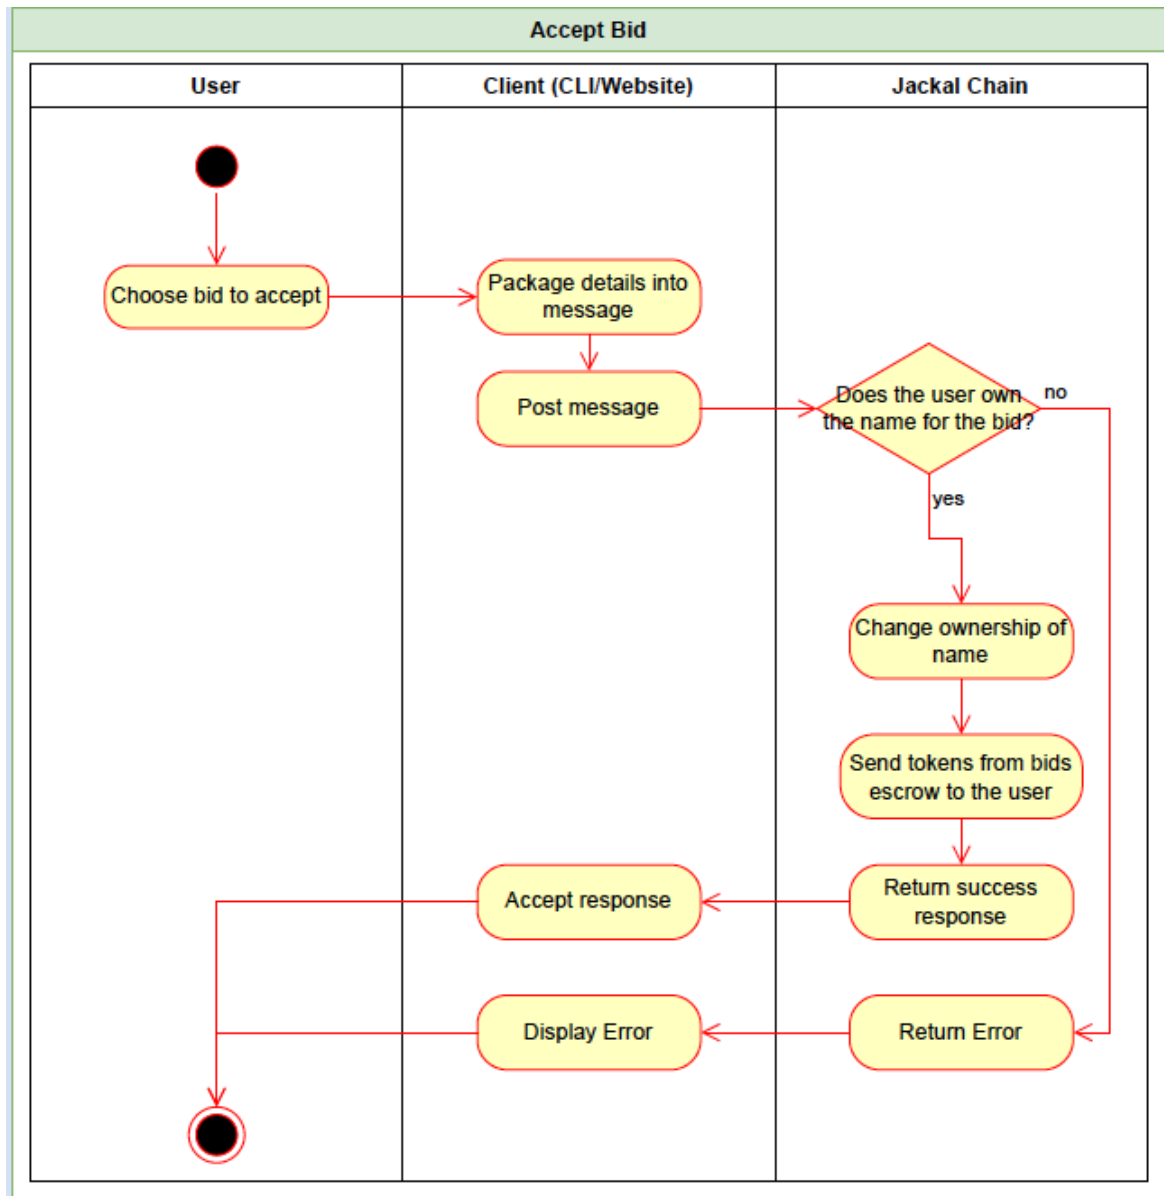 Accept Bid
User
Client (CLI/Website)
Jackal Chain
Choose bid to accept
Package details into
message
Post message
Does the user own
the name for the bid?
no
yes
Change ownership of
name
Send tokens from bids
escrow to the user
Return success
response
Accept response
Return Error
Display Error